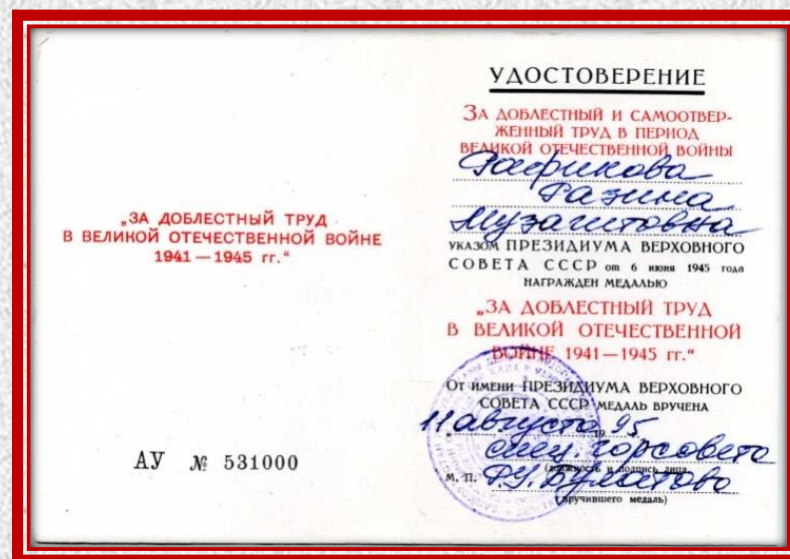 „ЗА ДОБЛЕСТНЫЙ ТРУД
В ВЕЛИКОЙ ОТЕЧЕСТВЕННОЙ ВОЙНЕ
1941 — 1945 гг.“
АУ № 531000
УДОСТОВЕРЕНИЕ
ЗА ДОБЛЕСТНЫЙ И САМООТВЕР-
ЖЕННЫЙ ТРУД В ПЕРИОД
ВЕЛИКОЙ ОТЕЧЕСТВЕННОЙ ВОЙНЫ
Рафикова
Разина
УКАЗОМ ПРЕЗИДИУМА ВЕРХОВНОГО
СОВЕТА СССР от 6 июня 1945 года
НАГРАЖДЕН МЕДАЛЬЮ
„ЗА ДОБЛЕСТНЫЙ ТРУД
В ВЕЛИКОЙ ОТЕЧЕСТВЕННОЙ
ВОЙНЕ 1941—1945 гг.“
ОТ ИМЕНИ ПРЕЗИДИУМА ВЕРХОВНОГО
СОВЕТА СССР МЕДАЛЬ ВРУЧЕНА
11 августа 95
горсовета
(должность и подпись лица,
М. П.
вручившего медаль)